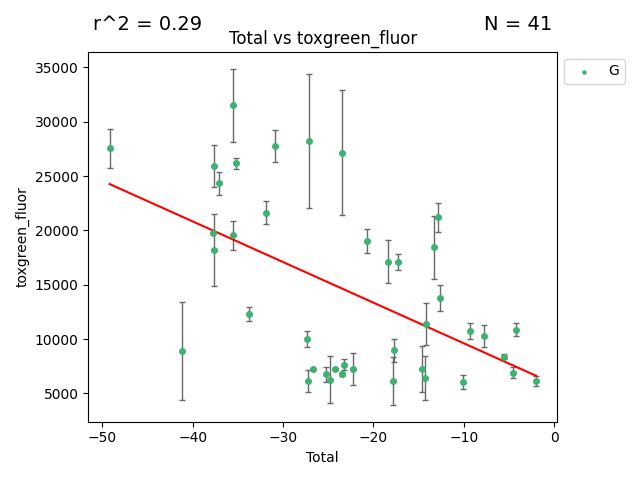 r^2 = 0.29
N = 41
Total vs toxgreen_fluor
G
35000
30000
25000
20000
15000
10000
5000
toxgreen_fluor
−50 −40 −30 −20 −10 0
Total